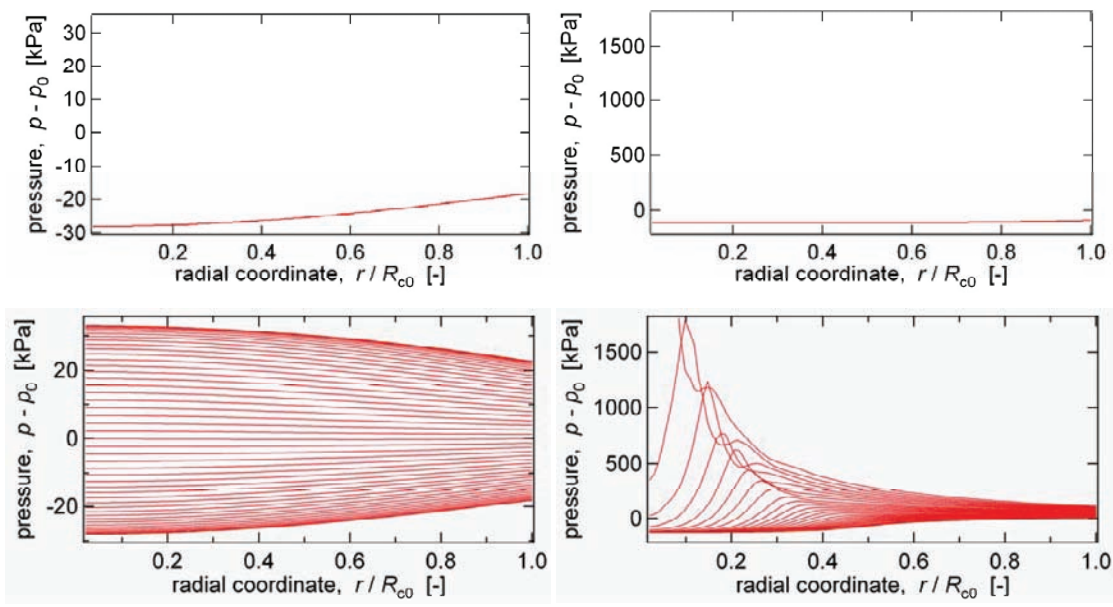 pressure, p - p0 [kPa]
30
20
10
0
-10
-20
-30
0.2 0.4 0.6 0.8 1.0
radial coordinate, r / Rc0 [-]
pressure, p - p0 [kPa]
1500
1000
500
0
0.2 0.4 0.6 0.8 1.0
radial coordinate, r / Rc0 [-]
pressure, p - p0 [kPa]
20
0
-20
0.2 0.4 0.6 0.8 1.0
radial coordinate, r / Rc0 [-]
pressure, p - p0 [kPa]
1500
1000
500
0
0.2 0.4 0.6 0.8 1.0
radial coordinate, r / Rc0 [-]